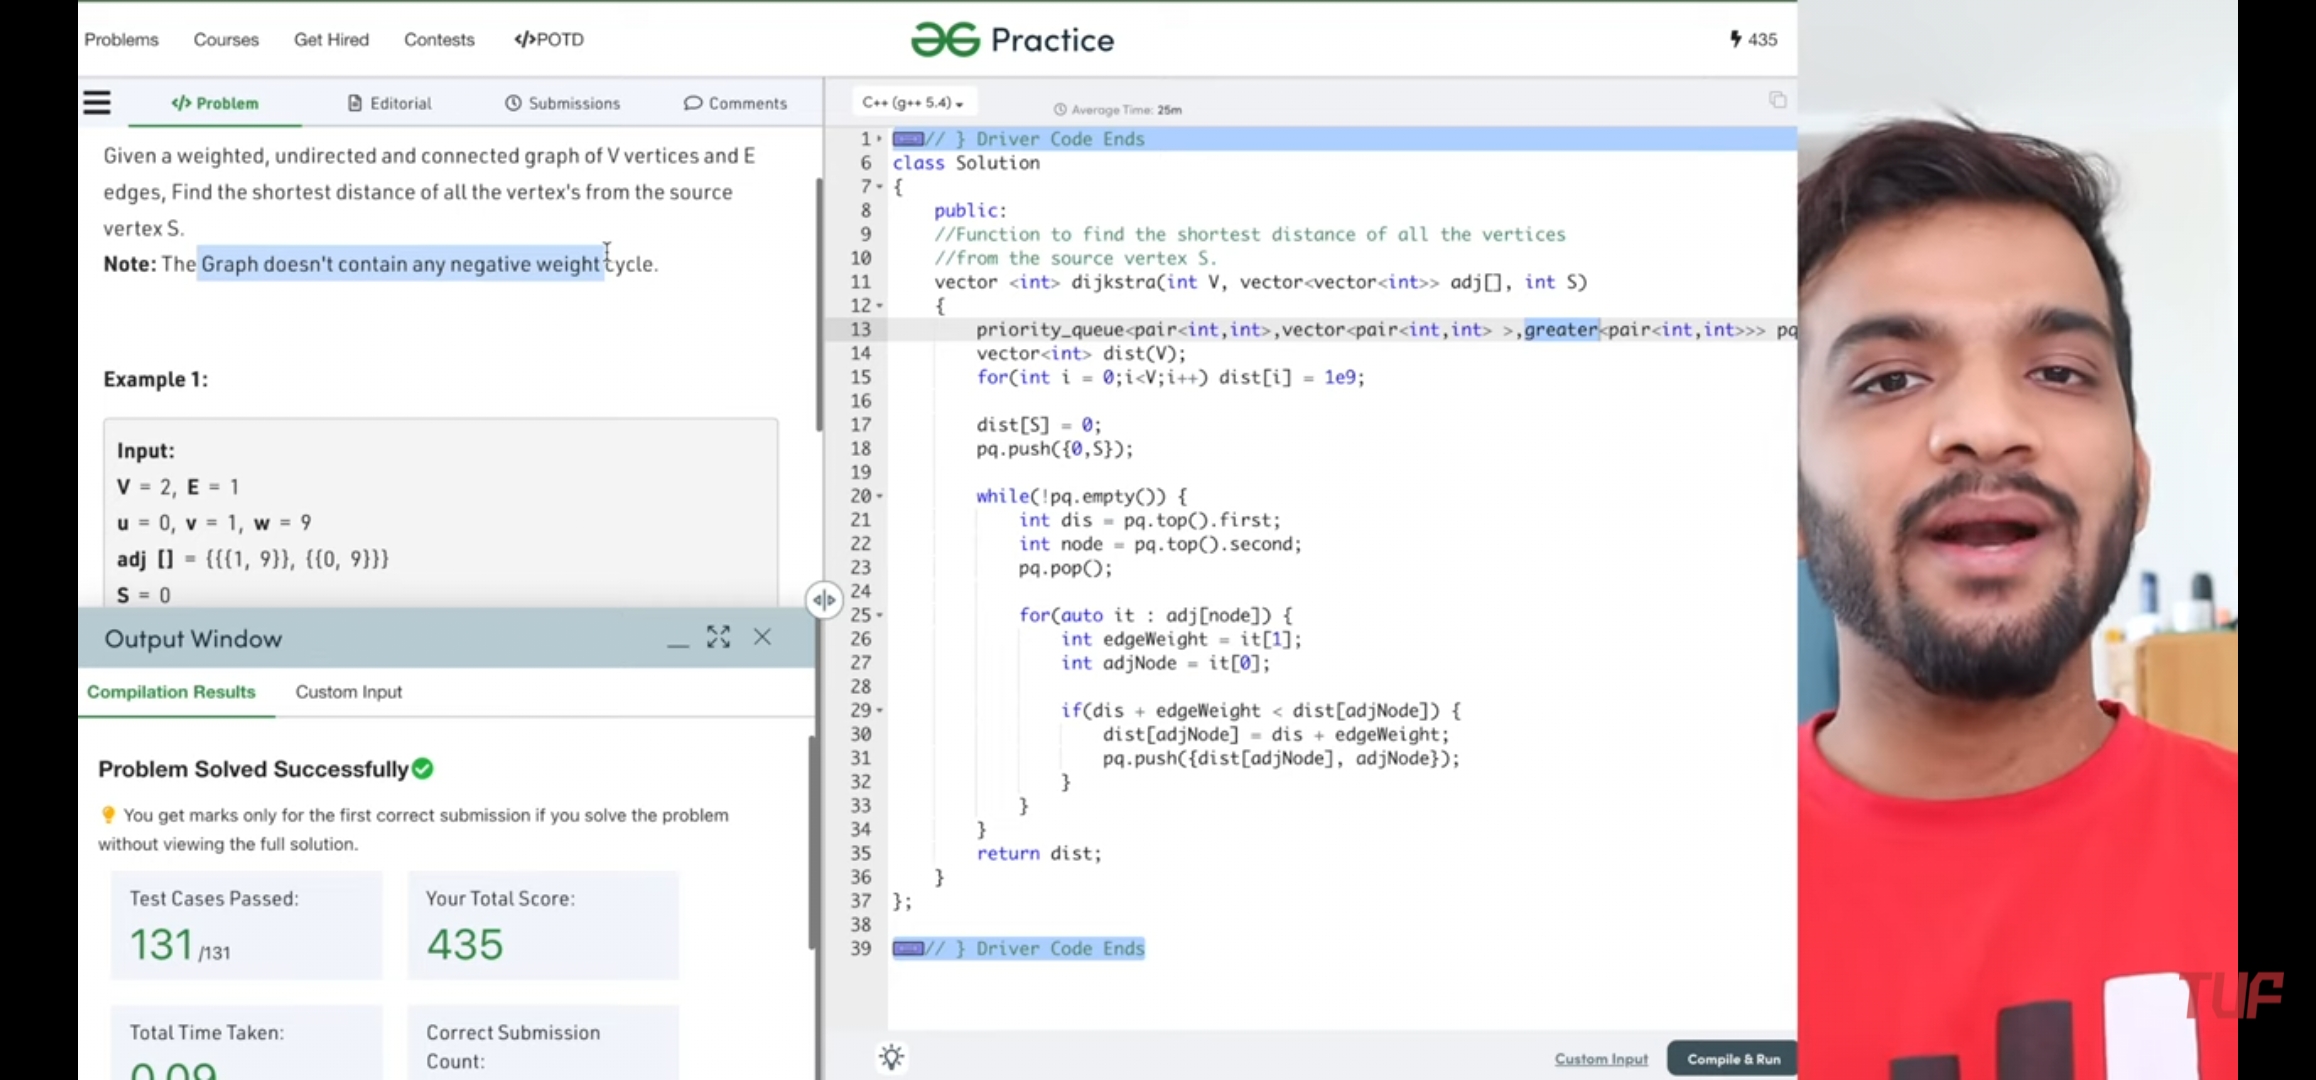 Problems Courses Get Hired Contests </>POTD
Practice
435
</> Problem Editorial Submissions Comments
Given a weighted, undirected and connected graph of V vertices and E
edges, Find the shortest distance of all the vertex's from the source
vertex S.
Note: The Graph doesn't contain any negative weight cycle.
Example 1:
Input:
V = 2, E = 1
u = 0, v = 1, w = 9
adj [] = {{{1, 9}}, {{0, 9}}}
S = 0
Output Window
Compilation Results Custom Input
Problem Solved Successfully
You get marks only for the first correct submission if you solve the problem
without viewing the full solution.
Test Cases Passed:
131 /131
Your Total Score:
435
Total Time Taken:
0.09
Correct Submission
Count:
C++ (g++ 5.4)
Average Time: 25m
1 // } Driver Code Ends
6 class Solution
7 {
8 public:
9 //Function to find the shortest distance of all the vertices
10 //from the source vertex S.
11 vector <int> dijkstra(int V, vector<vector<int>> adj[], int S)
12 {
13 priority_queue<pair<int,int>,vector<pair<int,int> >,greater<pair<int,int>>> pq
14 vector<int> dist(V);
15 for(int i = 0;i<V;i++) dist[i] = 1e9;
16
17 dist[S] = 0;
18 pq.push({0,S});
19
20 while(!pq.empty()) {
21 int dis = pq.top().first;
22 int node = pq.top().second;
23 pq.pop();
24
25 for(auto it : adj[node]) {
26 int edgeWeight = it[1];
27 int adjNode = it[0];
28
29 if(dis + edgeWeight < dist[adjNode]) {
30 dist[adjNode] = dis + edgeWeight;
31 pq.push({dist[adjNode], adjNode});
32 }
33 }
34 }
35 return dist;
36 }
37 };
38
39 // } Driver Code Ends
Custom Input Compile & Run
TUF